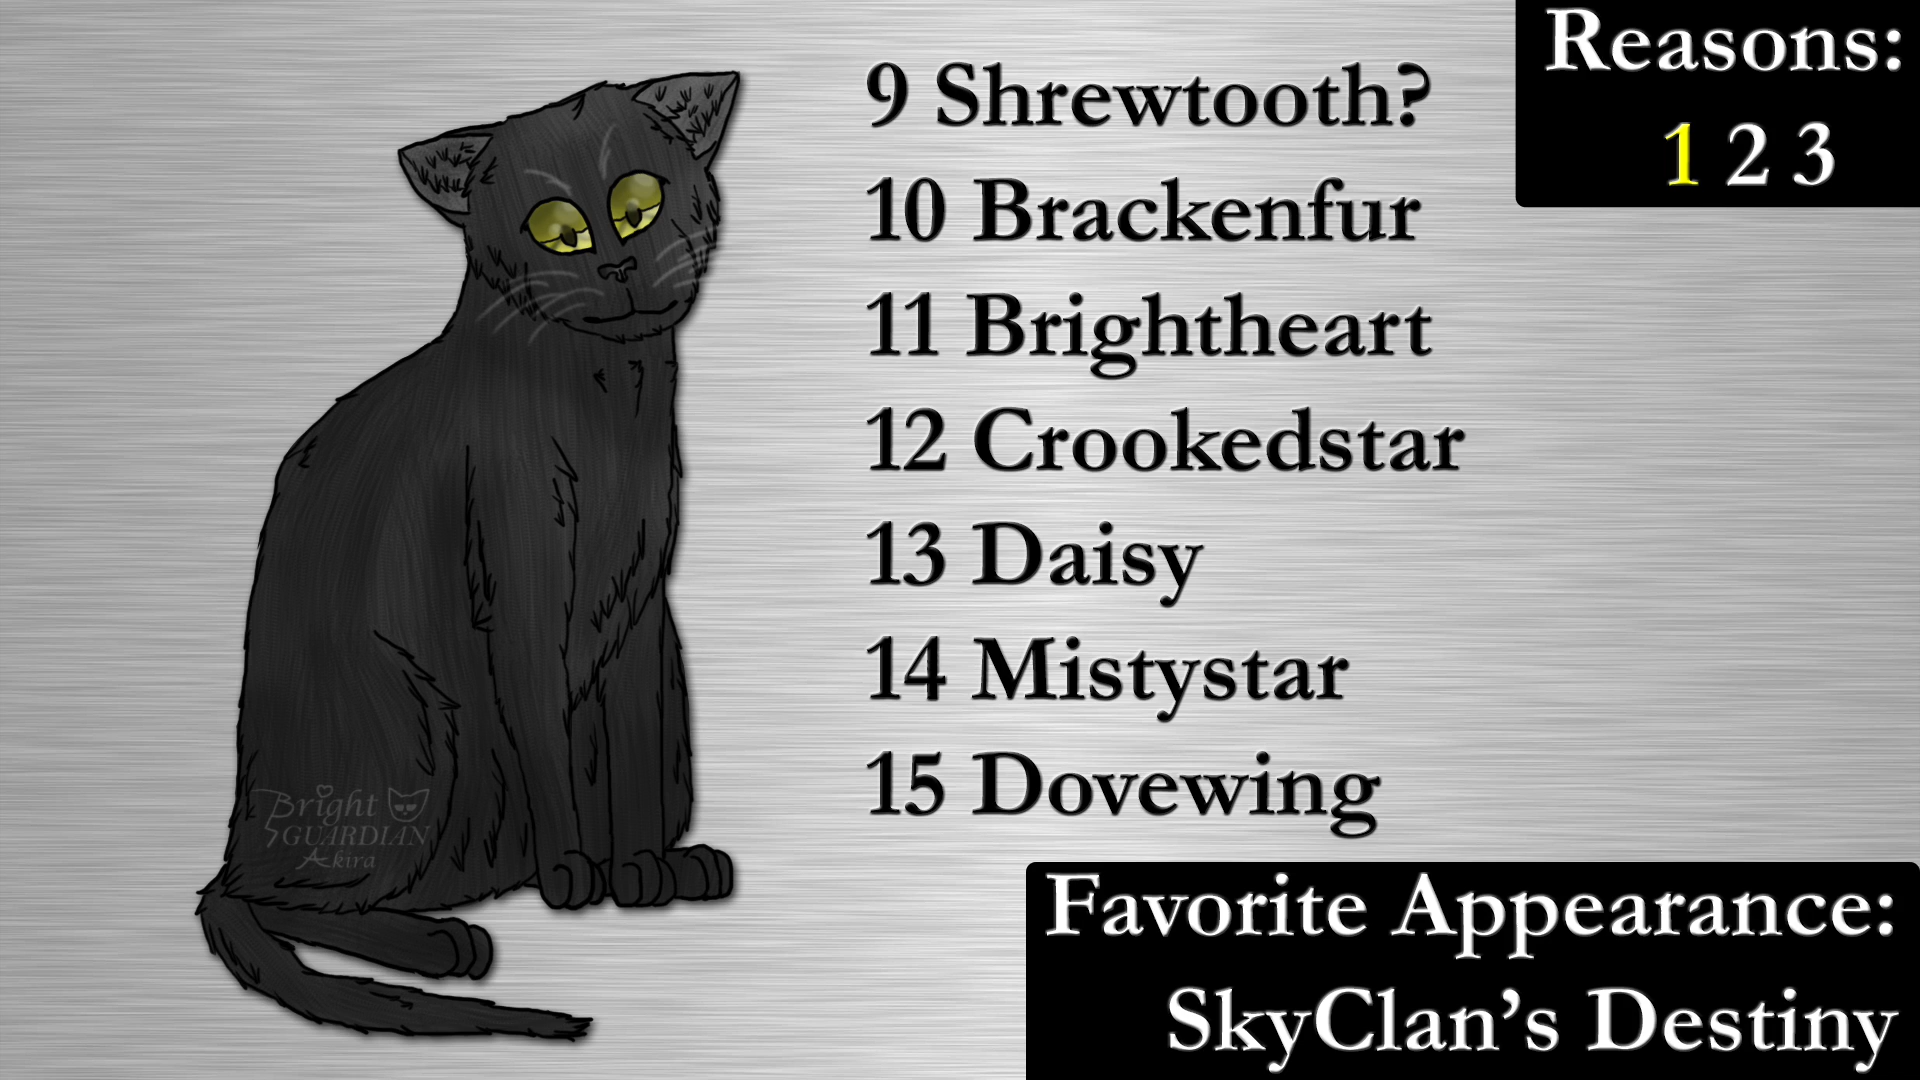 Reasons:
1 2 3
9 Shrewtooth?
10 Brackenfur
11 Brightheart
12 Crookedstar
13 Daisy
14 Mistystar
15 Dovewing
Bright
GUARDIAN
Akira
Favorite Appearance:
SkyClan’s Destiny